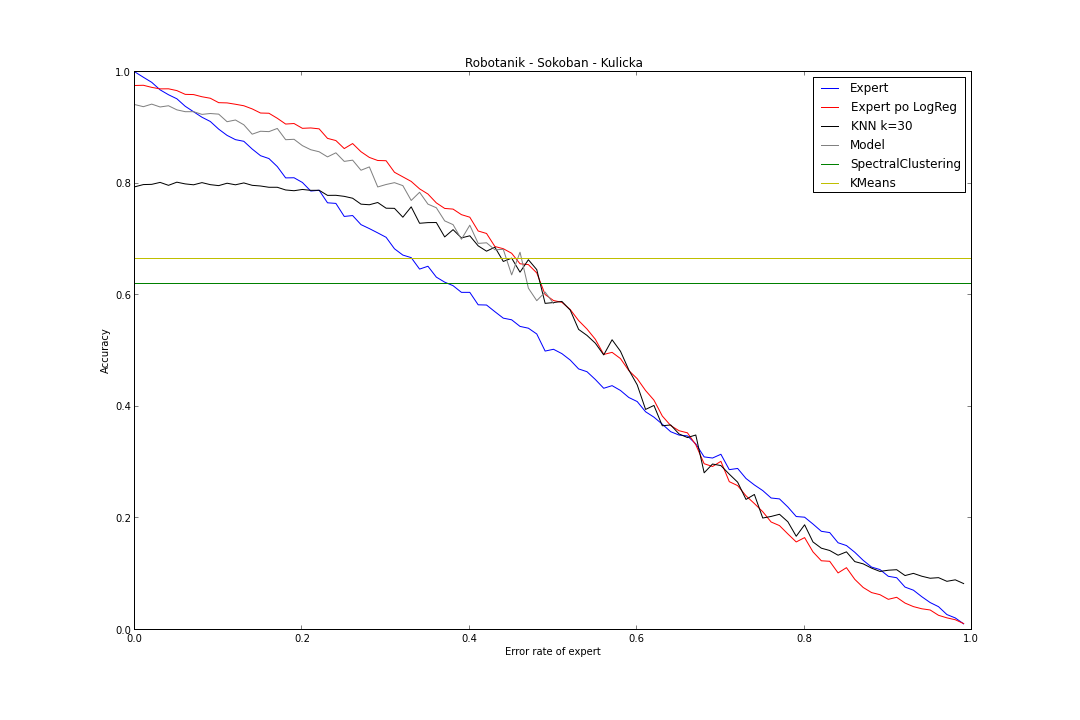 Robotanik - Sokoban - Kulicka
Expert
Expert po LogReg
KNN k=30
Model
SpectralClustering
KMeans
1.0
0.8
0.6
0.4
0.2
0.0
Accuracy
0.0 0.2 0.4 0.6 0.8 1.0
Error rate of expert